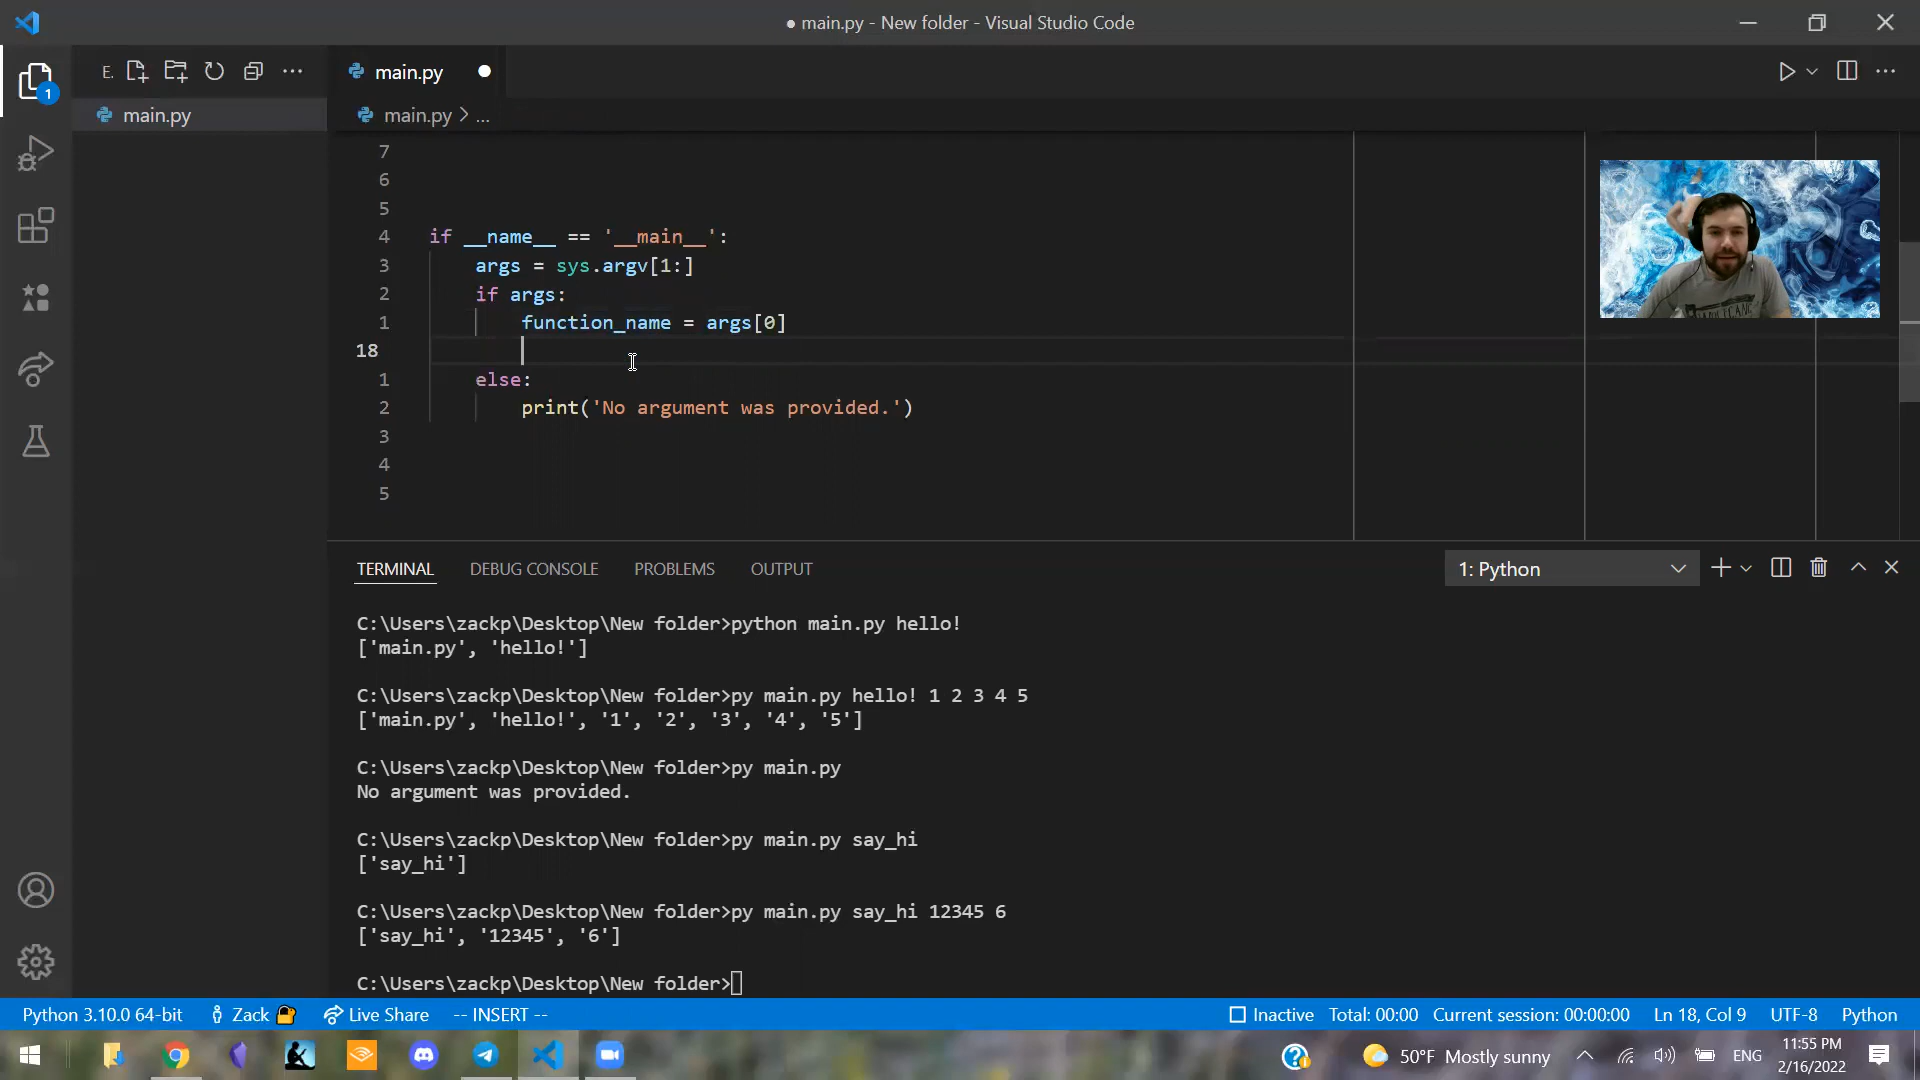 ● main.py - New folder - Visual Studio Code
E.
main.py
1
main.py
main.py > ...
7
6
5
4 if __name__ == '__main__':
3 args = sys.argv[1:]
2 if args:
1 function_name = args[0]
18
1 else:
2 print('No argument was provided.')
3
4
5
TERMINAL DEBUG CONSOLE PROBLEMS OUTPUT 1: Python
C:\Users\zackp\Desktop\New folder>python main.py hello!
['main.py', 'hello!']
C:\Users\zackp\Desktop\New folder>py main.py hello! 1 2 3 4 5
['main.py', 'hello!', '1', '2', '3', '4', '5']
C:\Users\zackp\Desktop\New folder>py main.py
No argument was provided.
C:\Users\zackp\Desktop\New folder>py main.py say_hi
['say_hi']
C:\Users\zackp\Desktop\New folder>py main.py say_hi 12345 6
['say_hi', '12345', '6']
C:\Users\zackp\Desktop\New folder>
Python 3.10.0 64-bit Zack Live Share -- INSERT -- Inactive Total: 00:00 Current session: 00:00:00 Ln 18, Col 9 UTF-8 Python
50°F Mostly sunny ENG 11:55 PM
2/16/2022